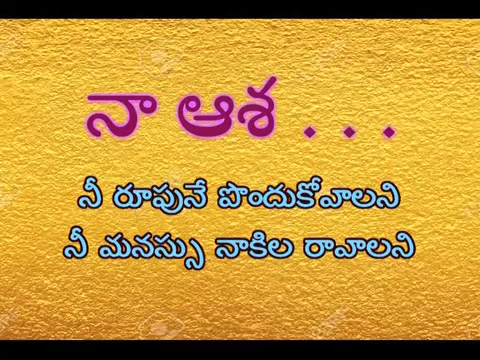 నా ఆశ . . .
నీ రూపునే పొందుకోవాలని
నీ మనస్సు నాకిల రావాలని